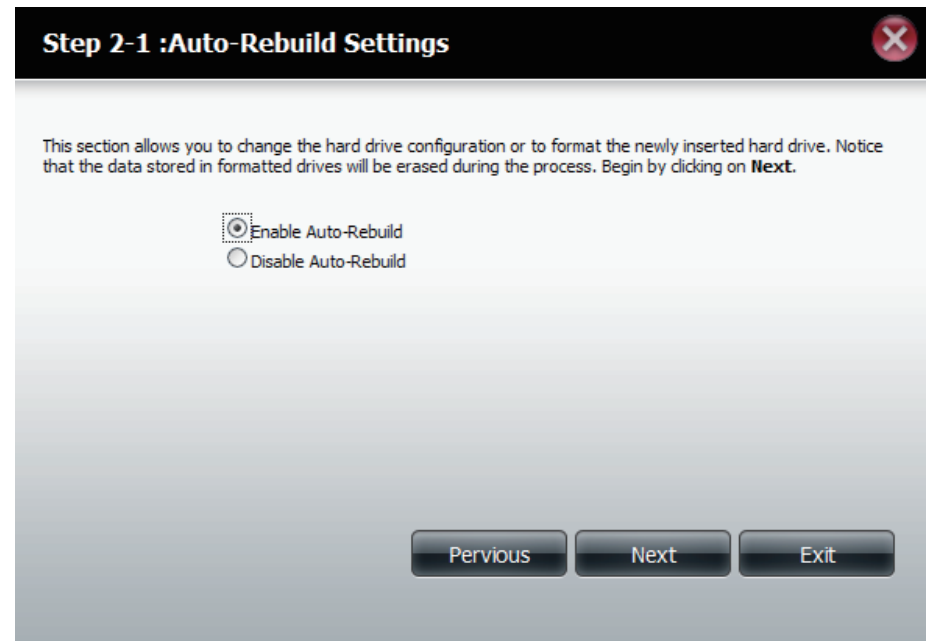 Step 2-1 :Auto-Rebuild Settings
This section allows you to change the hard drive configuration or to format the newly inserted hard drive. Notice
that the data stored in formatted drives will be erased during the process. Begin by clicking on Next.
Enable Auto-Rebuild
Disable Auto-Rebuild
Pervious Next Exit